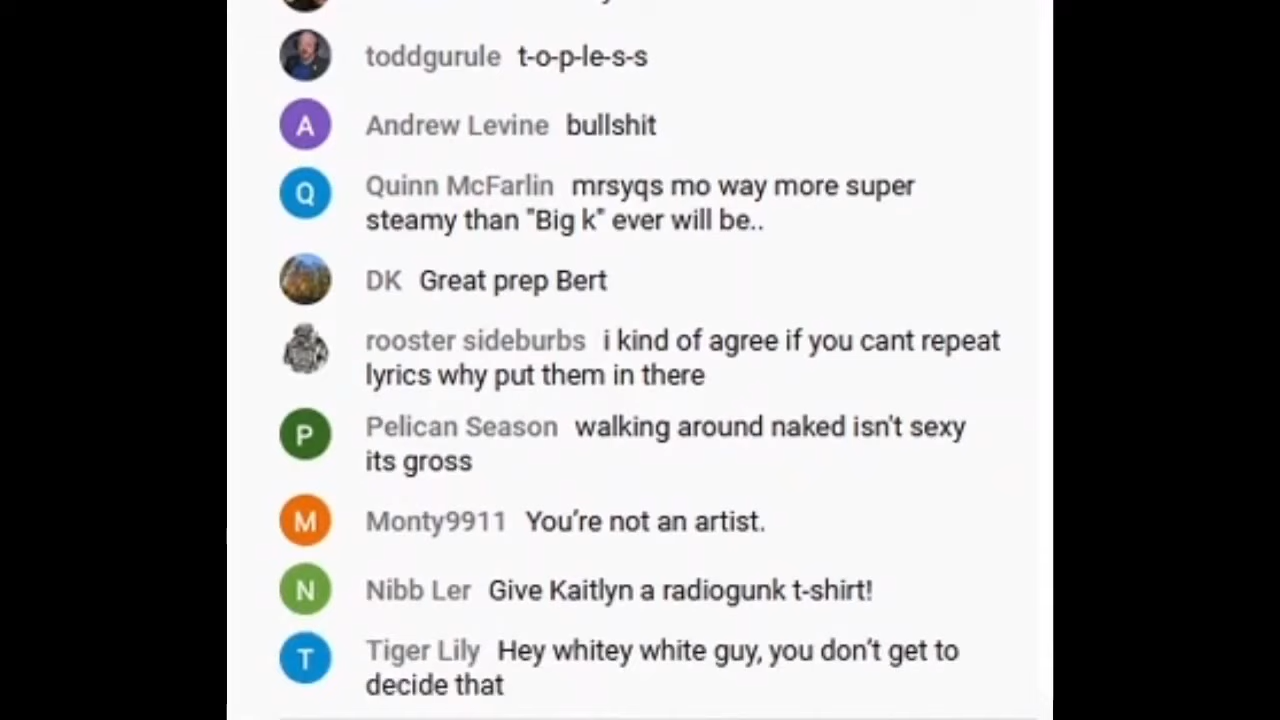 toddgurule t-o-p-le-s-s
A Andrew Levine bullshit
Q Quinn McFarlin mrsyqs mo way more super
steamy than "Big k" ever will be..
DK Great prep Bert
rooster sideburbs i kind of agree if you cant repeat
lyrics why put them in there
P Pelican Season walking around naked isn't sexy
its gross
M Monty9911 You're not an artist.
N Nibb Ler Give Kaitlyn a radiogunk t-shirt!
T Tiger Lily Hey whitey white guy, you don't get to
decide that